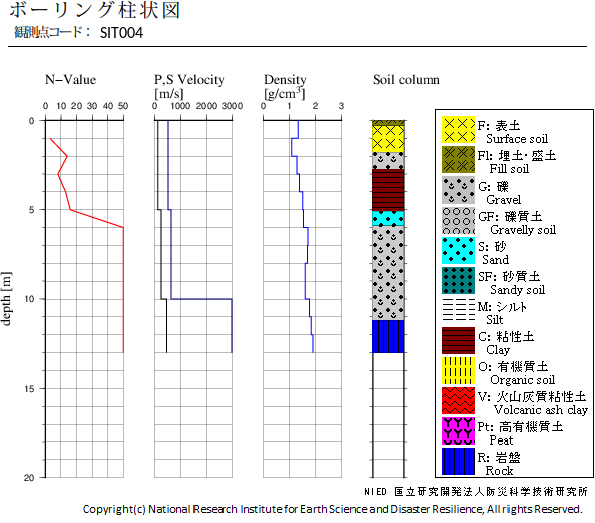 ボーリング柱状図
観測点コード： SIT004
N-Value
P,S Velocity
[m/s]
Density
[g/cm³]
Soil column
0 10 20 30 40 50
0 1000 2000 3000
0 1 2 3
depth [m]
0
5
10
15
20
F: 表土
Surface soil
Fl: 埋土・盛土
Fill soil
G: 礫
Gravel
GF: 礫質土
Gravelly soil
S: 砂
Sand
SF: 砂質土
Sandy soil
M: シルト
Silt
C: 粘性土
Clay
O: 有機質土
Organic soil
V: 火山灰質粘性土
Volcanic ash clay
Pt: 高有機質土
Peat
R: 岩盤
Rock
NIED 国立研究開発法人防災科学技術研究所
Copyright(c) National Research Institute for Earth Science and Disaster Resilience, All rights Reserved.